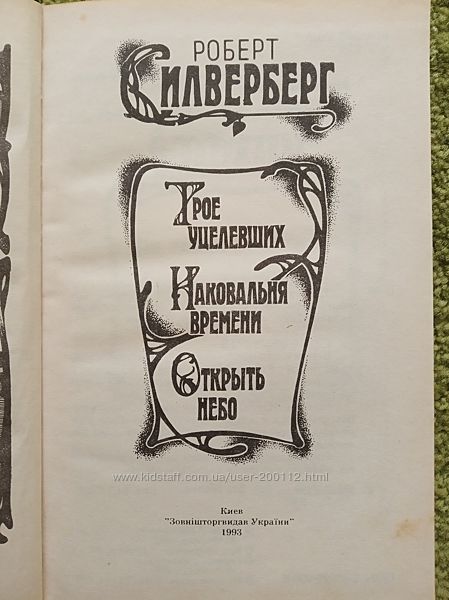 РОБЕРТ
СИЛВЕРБЕРГ
ТРОЕ
УЦЕЛЕВШИХ
НАКОВАЛЬНЯ
ВРЕМЕНИ
ОТКРЫТЬ
НЕБО
www.kidstaff.com.ua/user-200112.html
Киев
"Зовнішторгвидав України"
1993